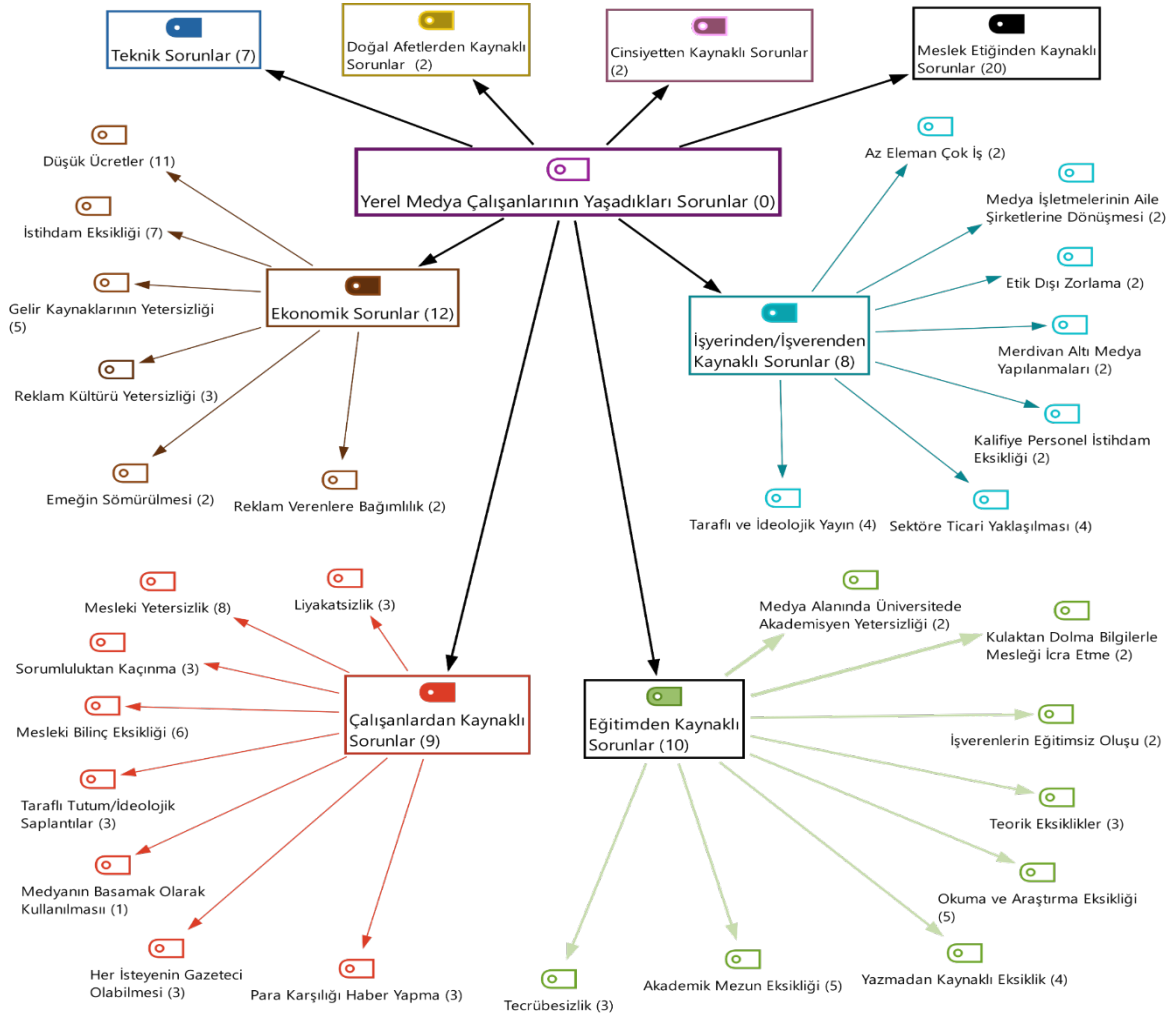 Teknik Sorunlar (7)
Doğal Afetlerden Kaynaklı
Sorunlar (2)
Cinsiyetten Kaynaklı Sorunlar
(2)
Meslek Etiğinden Kaynaklı
Sorunlar (20)
Yerel Medya Çalışanlarının Yaşadıkları Sorunlar (0)
Düşük Ücretler (11)
İstihdam Eksikliği (7)
Gelir Kaynaklarının Yetersizliği
(5)
Reklam Kültürü Yetersizliği (3)
Emeğin Sömürülmesi (2)
Reklam Verenlere Bağımlılık (2)
Ekonomik Sorunlar (12)
Az Eleman Çok İş (2)
Medya İşletmelerinin Aile
Şirketlerine Dönüşmesi (2)
Etik Dışı Zorlama (2)
Merdivan Altı Medya
Yapılanmaları (2)
Kalifiye Personel İstihdam
Eksikliği (2)
Sektöre Ticari Yaklaşılması (4)
Taraflı ve İdeolojik Yayın (4)
İşyerinden/İşverenden
Kaynaklı Sorunlar (8)
Mesleki Yetersizlik (8)
Liyakatsizlik (3)
Sorumluluktan Kaçınma (3)
Mesleki Bilinç Eksikliği (6)
Taraflı Tutum/İdeolojik
Saplantılar (3)
Medyanın Basamak Olarak
Kullanılmasıı (1)
Her İsteyenin Gazeteci
Olabilmesi (3)
Para Karşılığı Haber Yapma (3)
Çalışanlardan Kaynaklı
Sorunlar (9)
Medya Alanında Üniversitede
Akademisyen Yetersizliği (2)
Kulaktan Dolma Bilgilerle
Mesleği İcra Etme (2)
İşverenlerin Eğitimsiz Oluşu (2)
Teorik Eksiklikler (3)
Okuma ve Araştırma Eksikliği
(5)
Yazmadan Kaynaklı Eksiklik (4)
Akademik Mezun Eksikliği (5)
Tecrübesizlik (3)
Eğitimden Kaynaklı
Sorunlar (10)